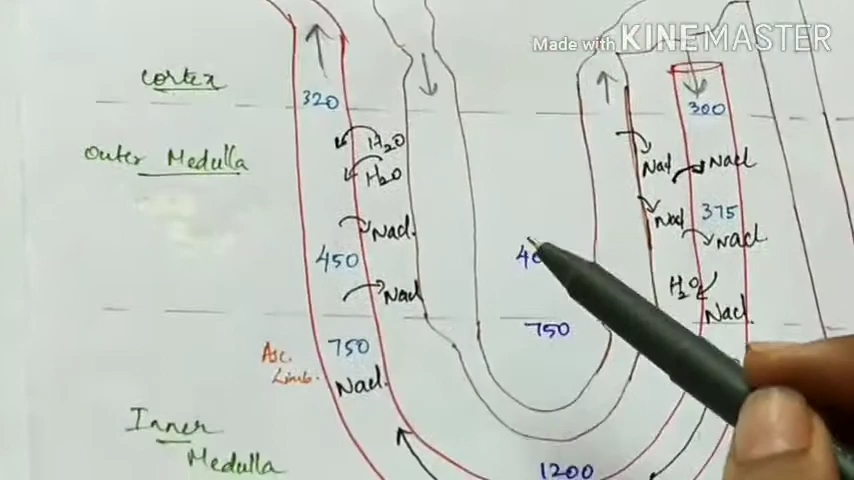 Made with KINEMASTER
Cortex
320
300
Outer Medulla
H2O
H2O
Nacl
Nacl
375
Nacl.
Nacl
Nacl
450
H2O
Nacl
Nacl.
750
Asc.
Limb.
750
Nacl.
Inner
Medulla
1200